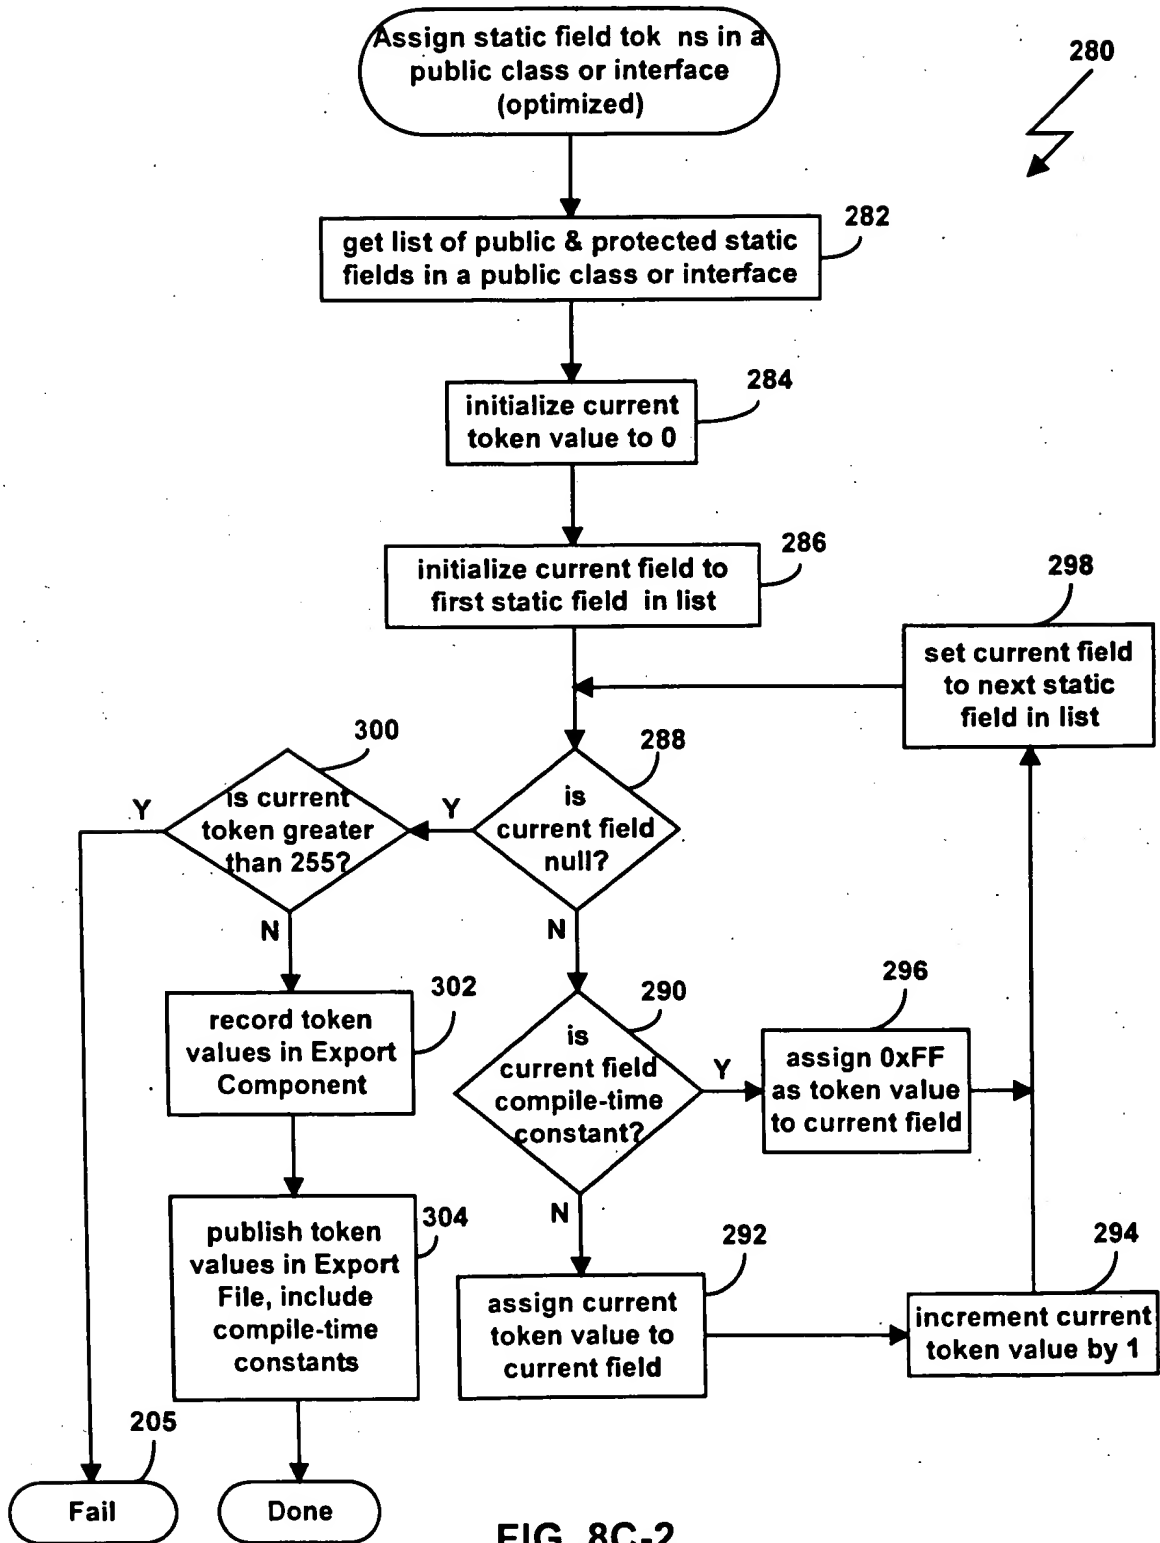 Assign static field tok ns in a
public class or interface
(optimized)
280
282
get list of public & protected static
fields in a public class or interface
284
initialize current
token value to 0
286
initialize current field to
first static field in list
298
set current field
to next static
field in list
300
is current
token greater
than 255?
Y
Y
288
is
current field
null?
N
N
302
record token
values in Export
Component
290
is
current field
compile-time
constant?
Y
296
assign 0xFF
as token value
to current field
N
304
publish token
values in Export
File, include
compile-time
constants
292
assign current
token value to
current field
294
increment current
token value by 1
205
Fail
Done
FIG. 8C-2